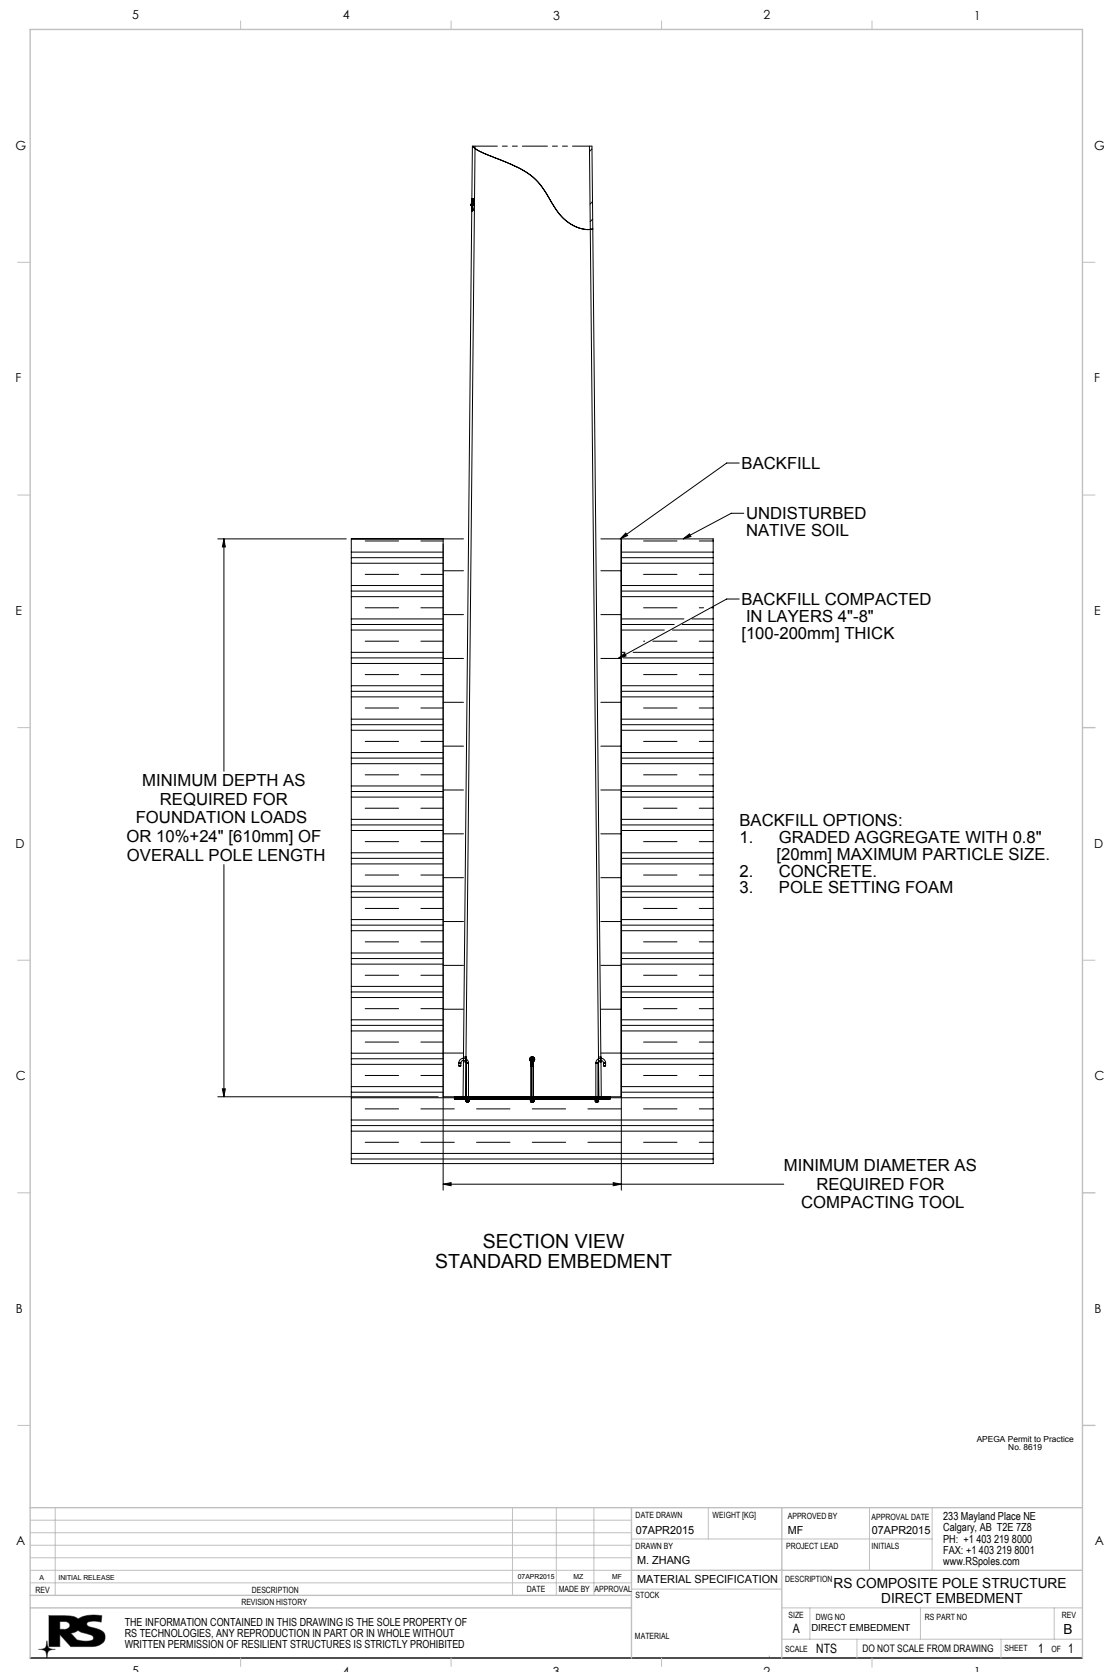 5 4 3 2 1
G G
F F
E E
D D
C C
B B
A A
BACKFILL
UNDISTURBED
NATIVE SOIL
BACKFILL COMPACTED
IN LAYERS 4"-8"
[100-200mm] THICK
MINIMUM DEPTH AS
REQUIRED FOR
FOUNDATION LOADS
OR 10%+24" [610mm] OF
OVERALL POLE LENGTH
BACKFILL OPTIONS:
1. GRADED AGGREGATE WITH 0.8"
[20mm] MAXIMUM PARTICLE SIZE.
2. CONCRETE.
3. POLE SETTING FOAM
MINIMUM DIAMETER AS
REQUIRED FOR
COMPACTING TOOL
SECTION VIEW
STANDARD EMBEDMENT
APEGA Permit to Practice
No. 8619
A INITIAL RELEASE 07APR2015 MZ MF
REV DESCRIPTION DATE MADE BY APPROVAL
REVISION HISTORY
RS
THE INFORMATION CONTAINED IN THIS DRAWING IS THE SOLE PROPERTY OF
RS TECHNOLOGIES, ANY REPRODUCTION IN PART OR IN WHOLE WITHOUT
WRITTEN PERMISSION OF RESILIENT STRUCTURES IS STRICTLY PROHIBITED
DATE DRAWN
07APR2015
WEIGHT [KG]
DRAWN BY
M. ZHANG
APPROVED BY
MF
APPROVAL DATE
07APR2015
PROJECT LEAD
INITIALS
233 Mayland Place NE
Calgary, AB T2E 7Z8
PH: +1 403 219 8000
FAX: +1 403 219 8001
www.RSpoles.com
MATERIAL SPECIFICATION
STOCK
MATERIAL
DESCRIPTION RS COMPOSITE POLE STRUCTURE
DIRECT EMBEDMENT
SIZE
A
DWG NO
DIRECT EMBEDMENT
RS PART NO
REV
B
SCALE NTS DO NOT SCALE FROM DRAWING SHEET 1 OF 1
5 4 3 2 1